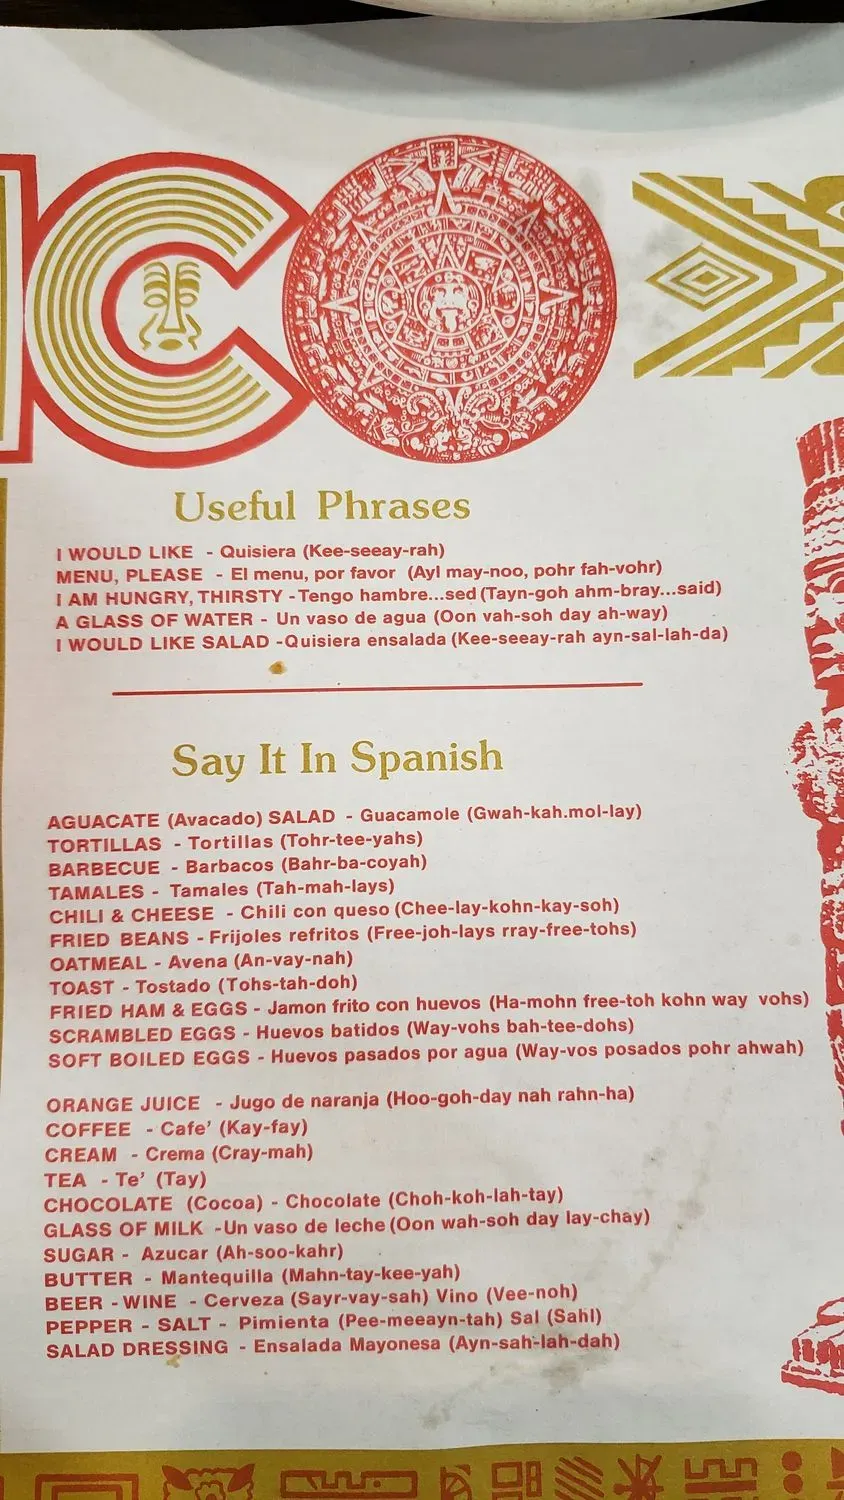 ICO
Useful Phrases
I WOULD LIKE - Quisiera (Kee-seeay-rah)
MENU, PLEASE - El menu, por favor (Ayl may-noo, pohr fah-vohr)
I AM HUNGRY, THIRSTY - Tengo hambre...sed (Tayn-goh ahm-bray...said)
A GLASS OF WATER - Un vaso de agua (Oon vah-soh day ah-way)
I WOULD LIKE SALAD -Quisiera ensalada (Kee-seeay-rah ayn-sal-lah-da)
Say It In Spanish
AGUACATE (Avacado) SALAD - Guacamole (Gwah-kah.mol-lay)
TORTILLAS - Tortillas (Tohr-tee-yahs)
BARBECUE - Barbacos (Bahr-ba-coyah)
TAMALES - Tamales (Tah-mah-lays)
CHILI & CHEESE - Chili con queso (Chee-lay-kohn-kay-soh)
FRIED BEANS - Frijoles refritos (Free-joh-lays rray-free-tohs)
OATMEAL - Avena (An-vay-nah)
TOAST - Tostado (Tohs-tah-doh)
FRIED HAM & EGGS - Jamon frito con huevos (Ha-mohn free-toh kohn way vohs)
SCRAMBLED EGGS - Huevos batidos (Way-vohs bah-tee-dohs)
SOFT BOILED EGGS - Huevos pasados por agua (Way-vos posados pohr ahwah)
ORANGE JUICE - Jugo de naranja (Hoo-goh-day nah rahn-ha)
COFFEE - Cafe' (Kay-fay)
CREAM - Crema (Cray-mah)
TEA - Te' (Tay)
CHOCOLATE (Cocoa) - Chocolate (Choh-koh-lah-tay)
GLASS OF MILK -Un vaso de leche (Oon wah-soh day lay-chay)
SUGAR - Azucar (Ah-soo-kahr)
BUTTER - Mantequilla (Mahn-tay-kee-yah)
BEER - WINE - Cerveza (Sayr-vay-sah) Vino (Vee-noh)
PEPPER - SALT - Pimienta (Pee-meeayn-tah) Sal (Sahl)
SALAD DRESSING - Ensalada Mayonesa (Ayn-sah-lah-dah)